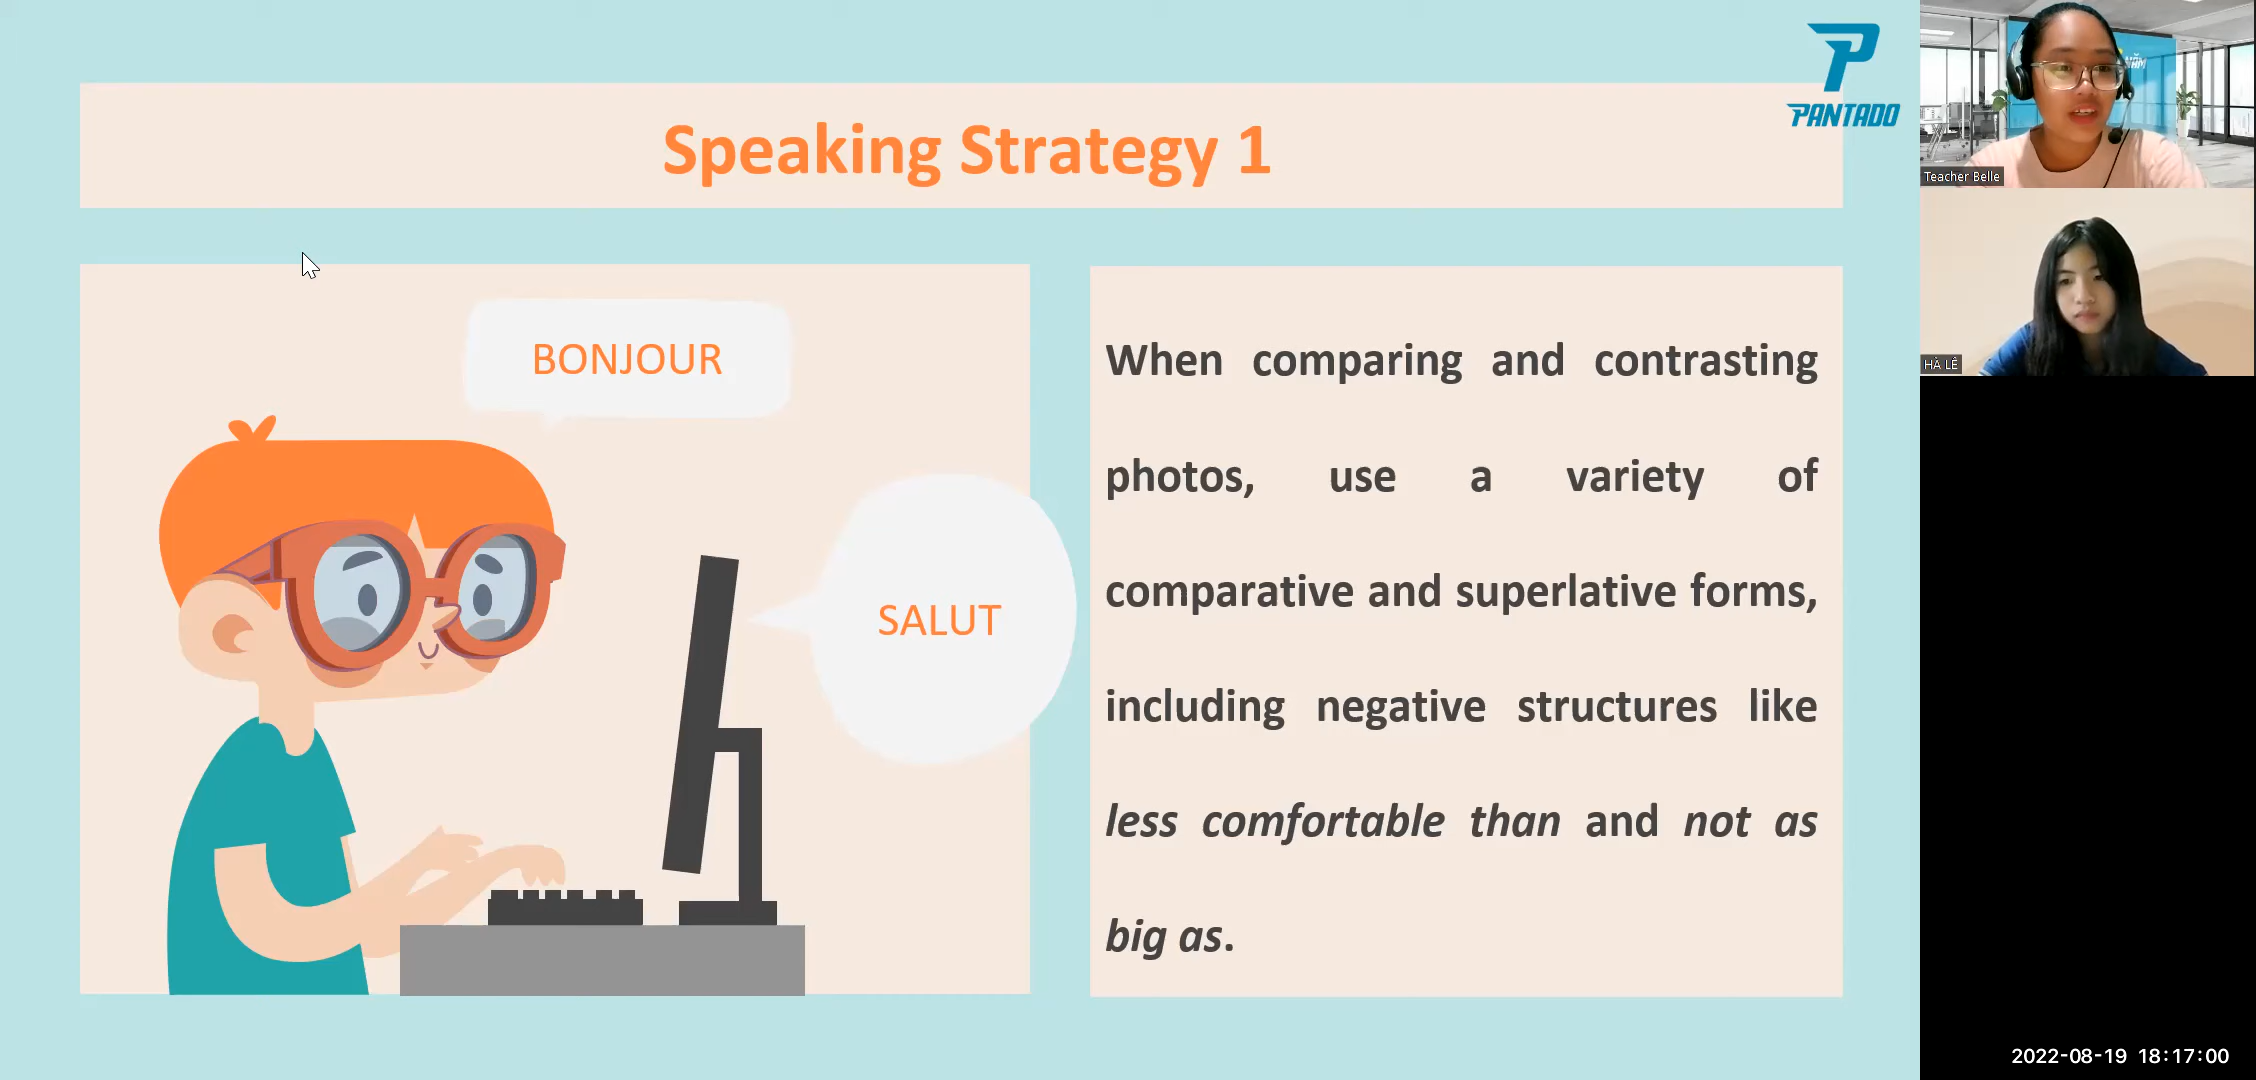 PANTADO
Speaking Strategy 1
BONJOUR
SALUT
When comparing and contrasting
photos, use a variety of
comparative and superlative forms,
including negative structures like
less comfortable than and not as
big as.
NĂM
Teacher Belle
HÀ LÊ
2022-08-19 18:17:00